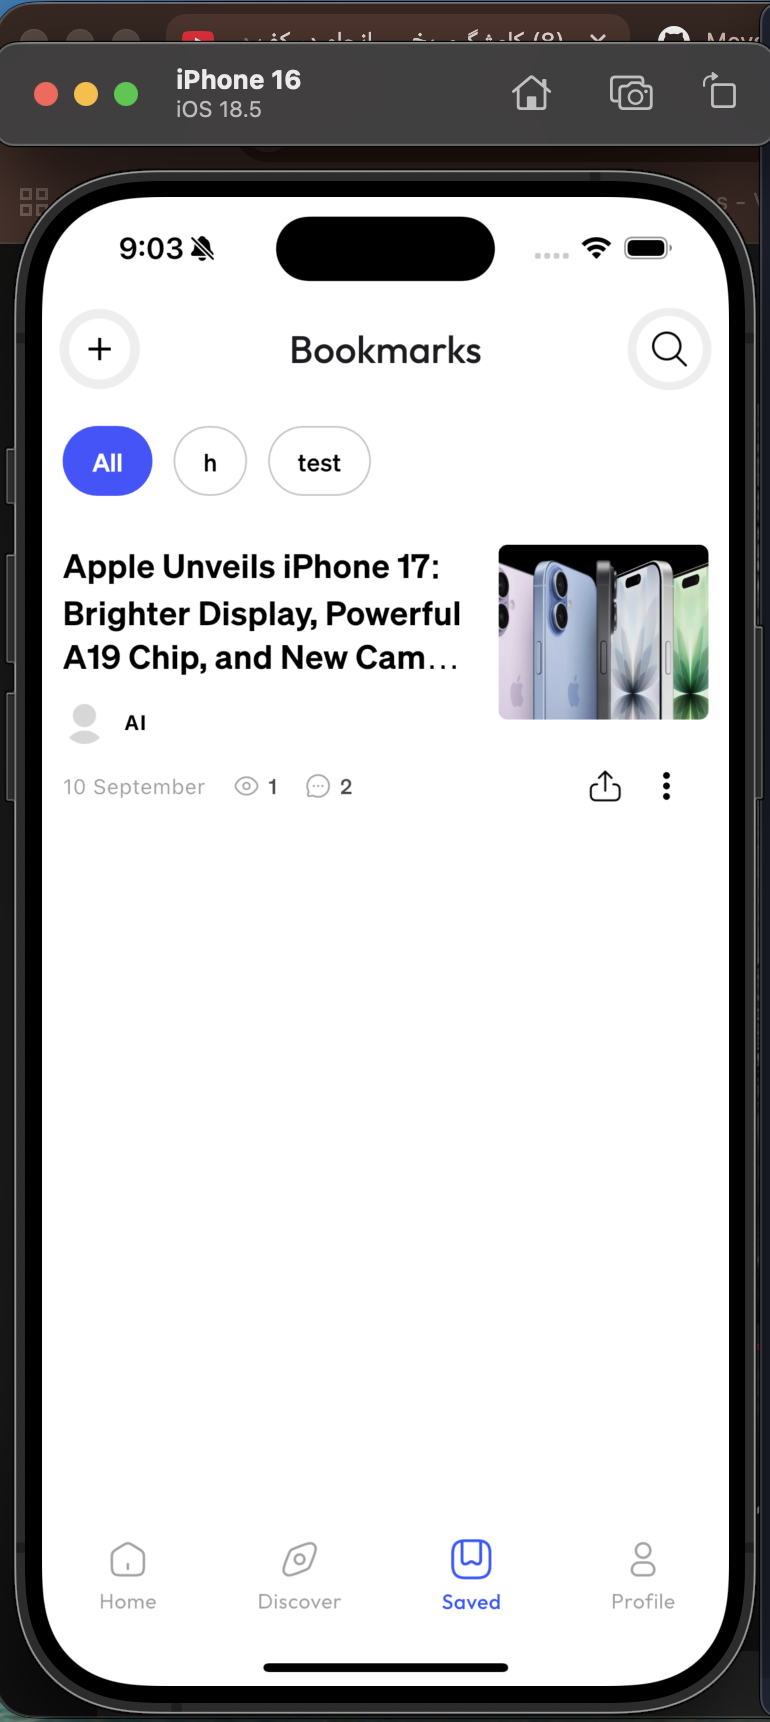 iPhone 16
iOS 18.5
9:03
Bookmarks
All
h
test
Apple Unveils iPhone 17:
Brighter Display, Powerful
A19 Chip, and New Cam...
AI
10 September 1 2
Home
Discover
Saved
Profile